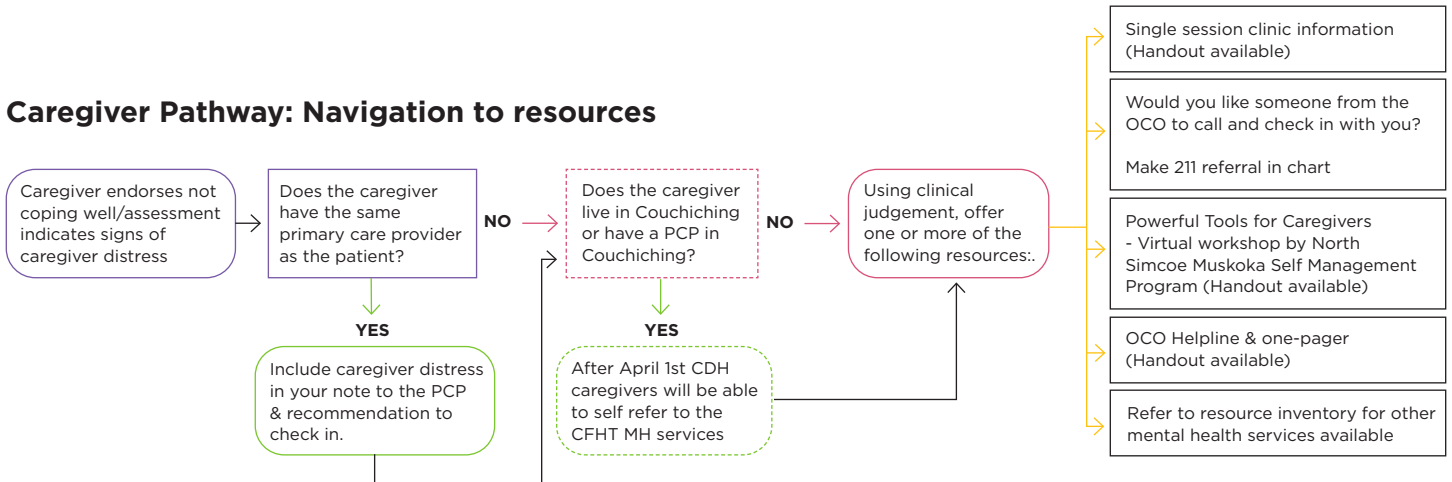 Caregiver Pathway: Navigation to resources
Caregiver endorses not
coping well/assessment
indicates signs of
caregiver distress
Does the caregiver
have the same
primary care provider
as the patient?
NO
YES
Include caregiver distress
in your note to the PCP
& recommendation to
check in.
Does the caregiver
live in Couchiching
or have a PCP in
Couchiching?
NO
YES
After April 1st CDH
caregivers will be able
to self refer to the
CFHT MH services
Using clinical
judgement, offer
one or more of the
following resources:.
Single session clinic information
(Handout available)
Would you like someone from the
OCO to call and check in with you?
Make 211 referral in chart
Powerful Tools for Caregivers
- Virtual workshop by North
Simcoe Muskoka Self Management
Program (Handout available)
OCO Helpline & one-pager
(Handout available)
Refer to resource inventory for other
mental health services available